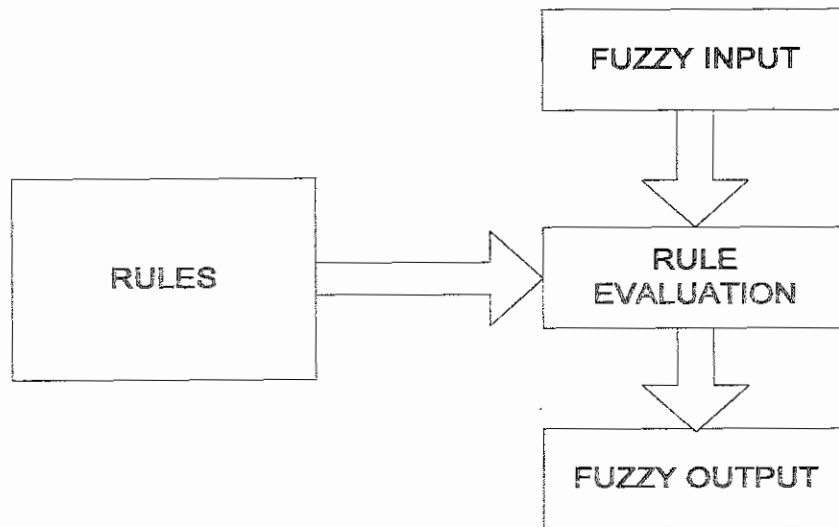 FUZZY INPUT
RULES
RULE
EVALUATION
FUZZY OUTPUT